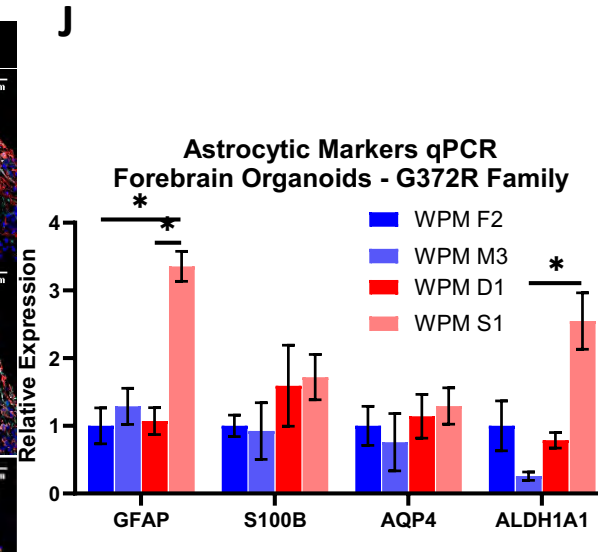 J
Astrocytic Markers qPCR
Forebrain Organoids - G372R Family
* *
WPM F2
WPM M3
WPM D1
WPM S1
*
Relative Expression
4
3
2
1
0
GFAP S100B AQP4 ALDH1A1